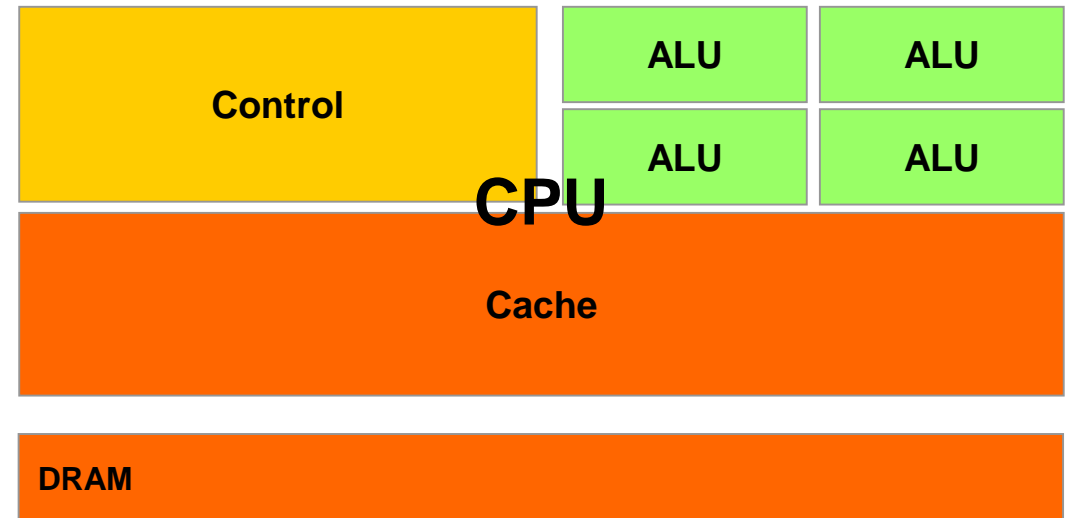 Control
ALU
ALU
ALU
ALU
CPU
Cache
DRAM